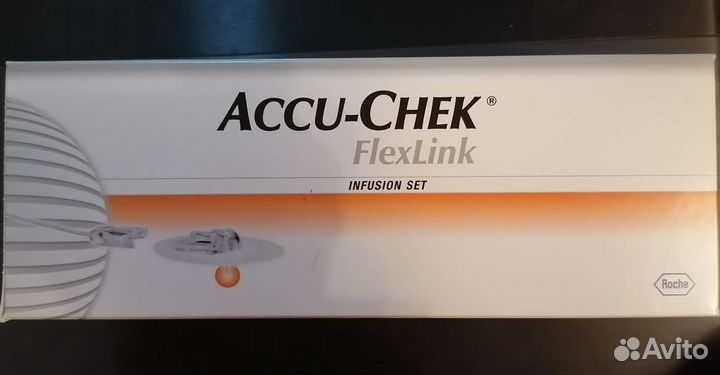 ACCU-CHEK®
FlexLink
INFUSION SET
Roche
Avito